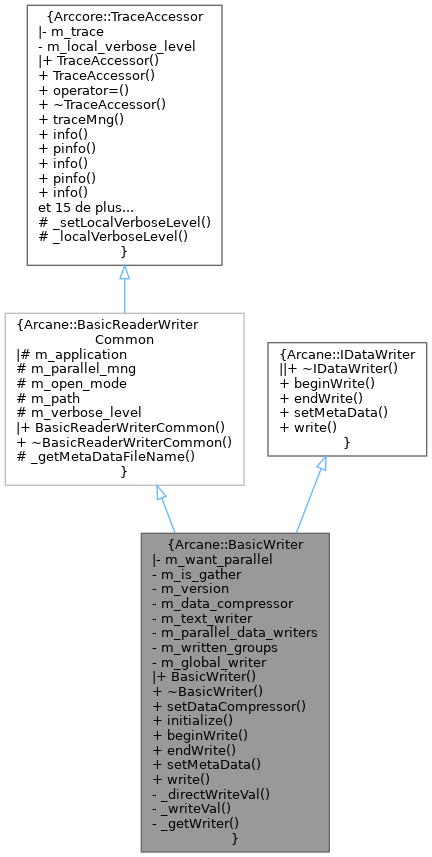 {Arccore::TraceAccessor
|- m_trace
- m_local_verbose_level
|+ TraceAccessor()
+ TraceAccessor()
+ operator=()
+ ~TraceAccessor()
+ traceMng()
+ info()
+ pinfo()
+ info()
+ pinfo()
+ info()
et 15 de plus...
# _setLocalVerboseLevel()
# _localVerboseLevel()
}
{Arcane::BasicReaderWriter
Common
|# m_application
# m_parallel_mng
# m_open_mode
# m_path
# m_verbose_level
|+ BasicReaderWriterCommon()
+ ~BasicReaderWriterCommon()
# _getMetaDataFileName()
}
{Arcane::IDataWriter
||+ ~IDataWriter()
+ beginWrite()
+ endWrite()
+ setMetaData()
+ write()
}
{Arcane::BasicWriter
|- m_want_parallel
- m_is_gather
- m_version
- m_data_compressor
- m_text_writer
- m_parallel_data_writers
- m_written_groups
- m_global_writer
|+ BasicWriter()
+ ~BasicWriter()
+ setDataCompressor()
+ initialize()
+ beginWrite()
+ endWrite()
+ setMetaData()
+ write()
- _directWriteVal()
- _writeVal()
- _getWriter()
}